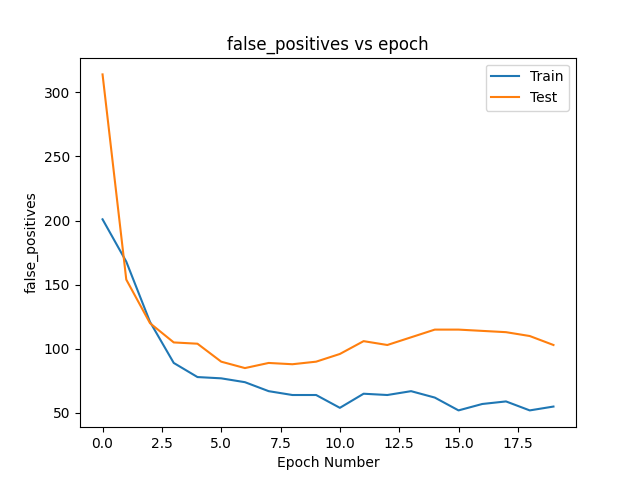 false_positives vs epoch
Train
Test
300
250
200
150
100
50
false_positives
0.0 2.5 5.0 7.5 10.0 12.5 15.0 17.5
Epoch Number